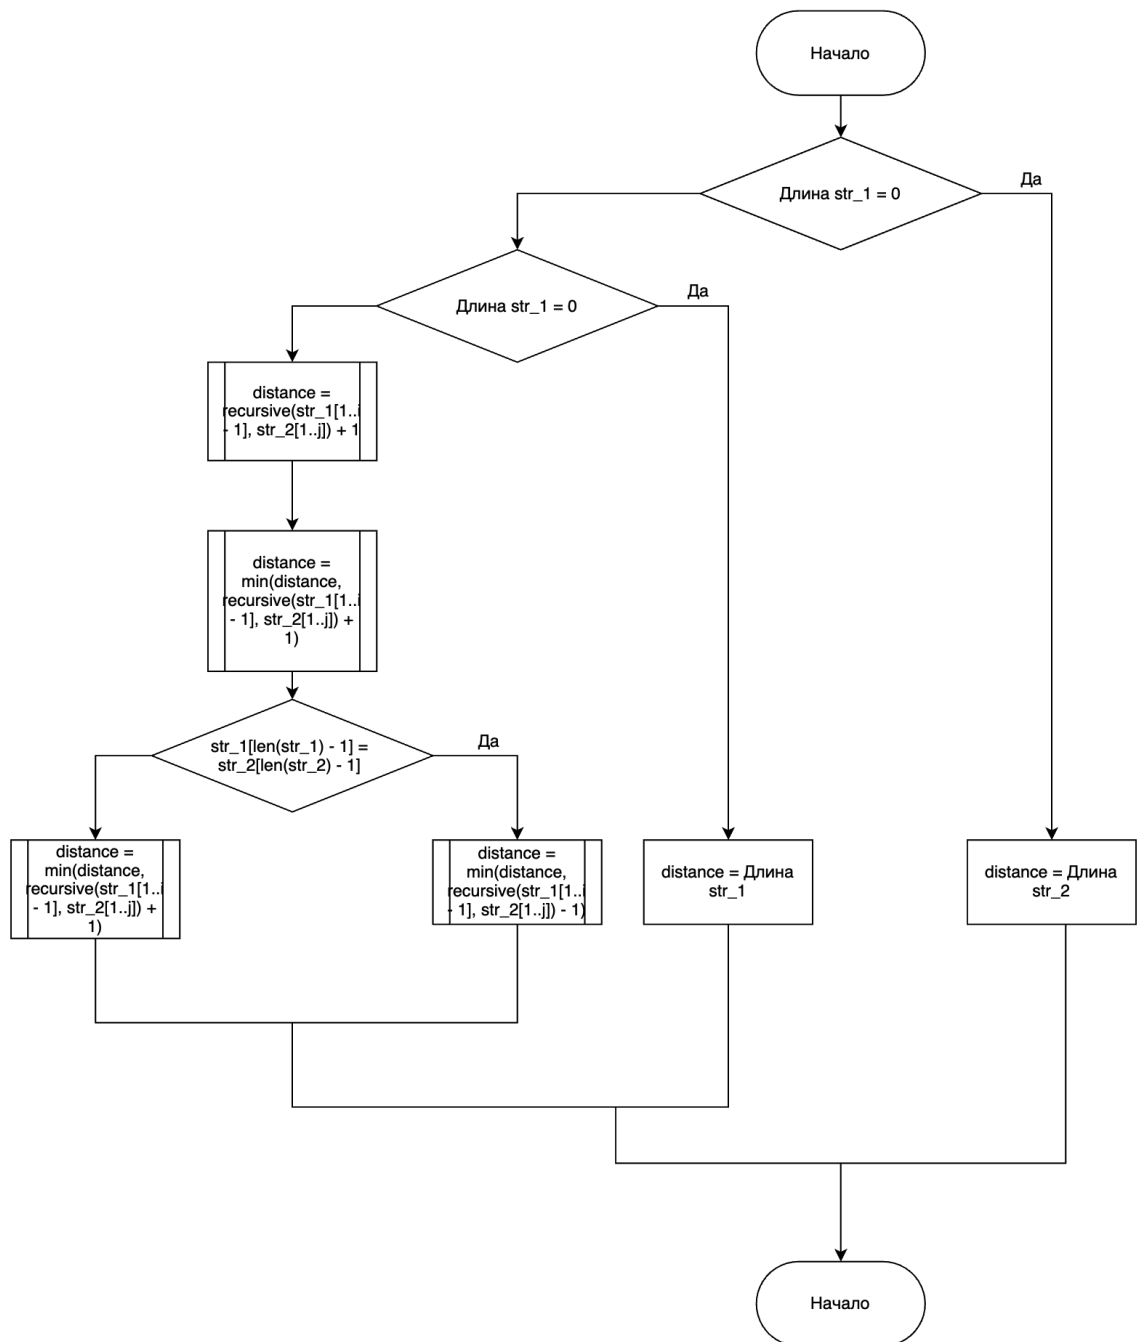 Начало
Да
Длина str_1 = 0
Да
Длина str_1 = 0
distance =
recursive(str_1[1..i
- 1], str_2[1..j]) + 1
distance =
min(distance,
recursive(str_1[1..i
- 1], str_2[1..j]) +
1)
Да
str_1[len(str_1) - 1] =
str_2[len(str_2) - 1]
distance =
min(distance,
recursive(str_1[1..i
- 1], str_2[1..j]) +
1)
distance =
min(distance,
recursive(str_1[1..i
- 1], str_2[1..j]) - 1)
distance = Длина
str_1
distance = Длина
str_2
Начало